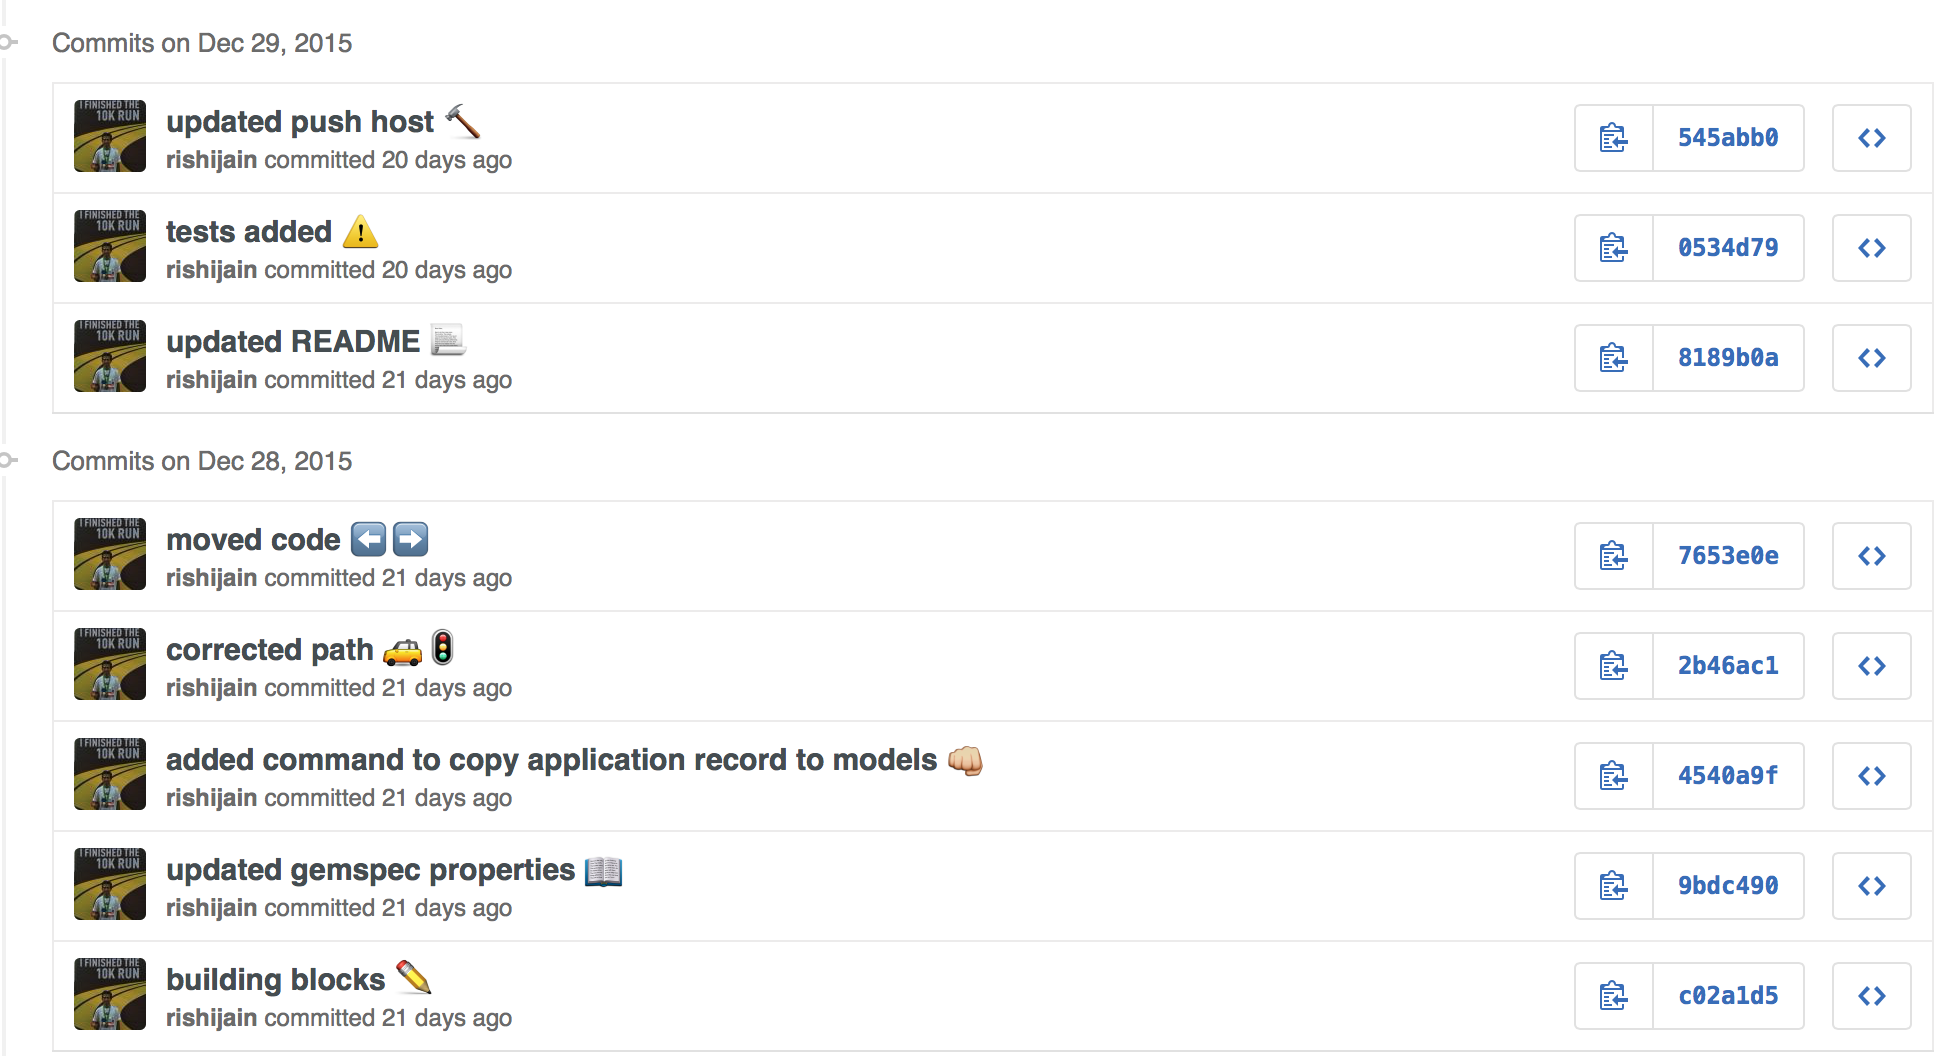 Commits on Dec 29, 2015
I FINISHED THE
10K RUN
updated push host 🔨
rishijain committed 20 days ago
545abb0
I FINISHED THE
10K RUN
tests added ⚠️
rishijain committed 20 days ago
0534d79
I FINISHED THE
10K RUN
updated README 📃
rishijain committed 21 days ago
8189b0a
Commits on Dec 28, 2015
I FINISHED THE
10K RUN
moved code ⬅️➡️
rishijain committed 21 days ago
7653e0e
I FINISHED THE
10K RUN
corrected path 🚕🚦
rishijain committed 21 days ago
2b46ac1
I FINISHED THE
10K RUN
added command to copy application record to models 👊
rishijain committed 21 days ago
4540a9f
I FINISHED THE
10K RUN
updated gemspec properties 📖
rishijain committed 21 days ago
9bdc490
I FINISHED THE
10K RUN
building blocks ✏️
rishijain committed 21 days ago
c02a1d5